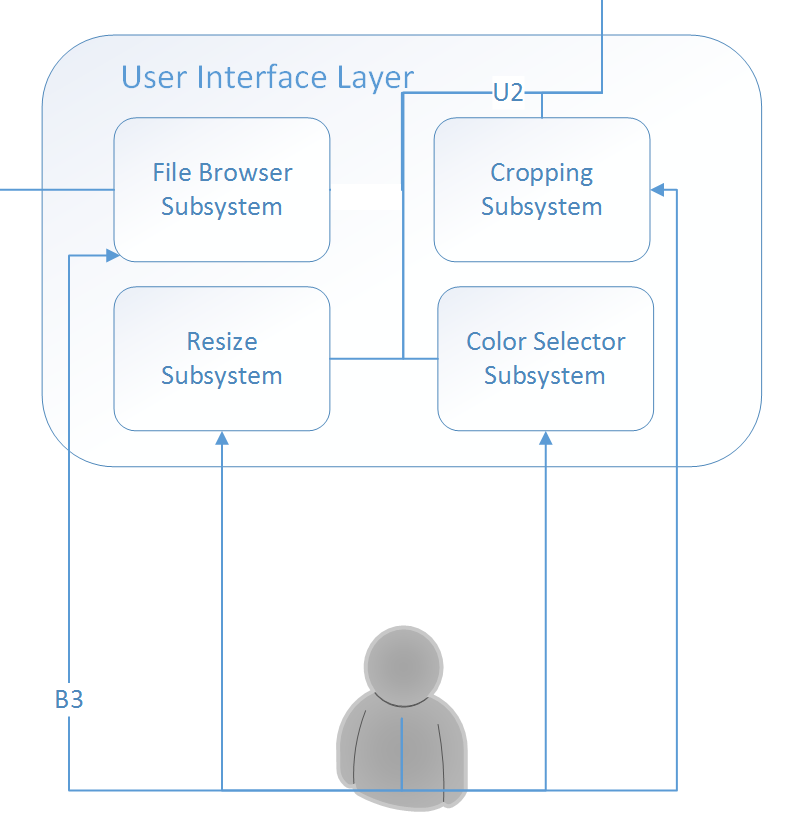 User Interface Layer
U2
File Browser
Subsystem
Cropping
Subsystem
Resize
Subsystem
Color Selector
Subsystem
B3